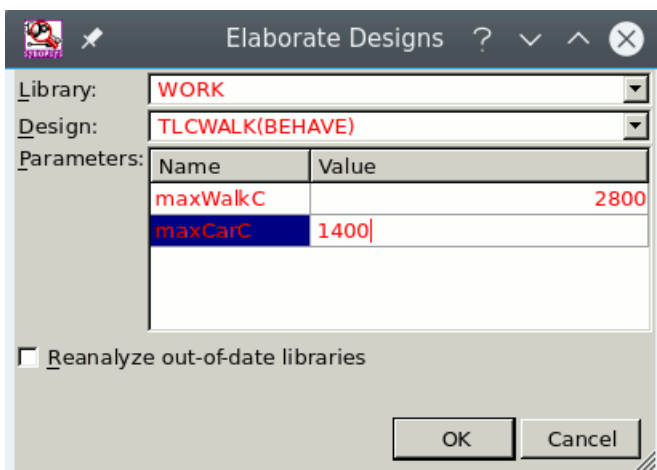 SYNOPSYS
Elaborate Designs ?
Library: WORK
Design: TLCWALK(BEHAVE)
Parameters: Name Value
maxWalkC 2800
maxCarC 1400
Reanalyze out-of-date libraries
OK Cancel